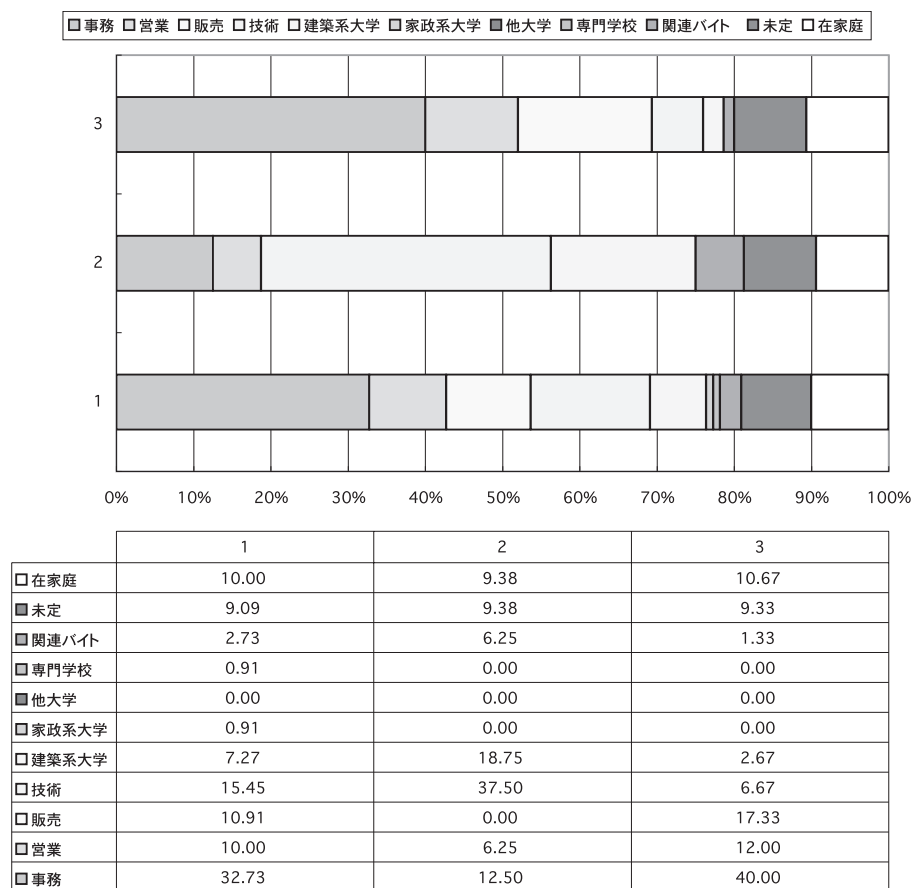 事務 営業 販売 技術 建築系大学 家政系大学 他大学 専門学校 関連バイト 未定 在家庭
3
2
1
0% 10% 20% 30% 40% 50% 60% 70% 80% 90% 100%
1 2 3
在家庭 10.00 9.38 10.67
未定 9.09 9.38 9.33
関連バイト 2.73 6.25 1.33
専門学校 0.91 0.00 0.00
他大学 0.00 0.00 0.00
家政系大学 0.91 0.00 0.00
建築系大学 7.27 18.75 2.67
技術 15.45 37.50 6.67
販売 10.91 0.00 17.33
営業 10.00 6.25 12.00
事務 32.73 12.50 40.00